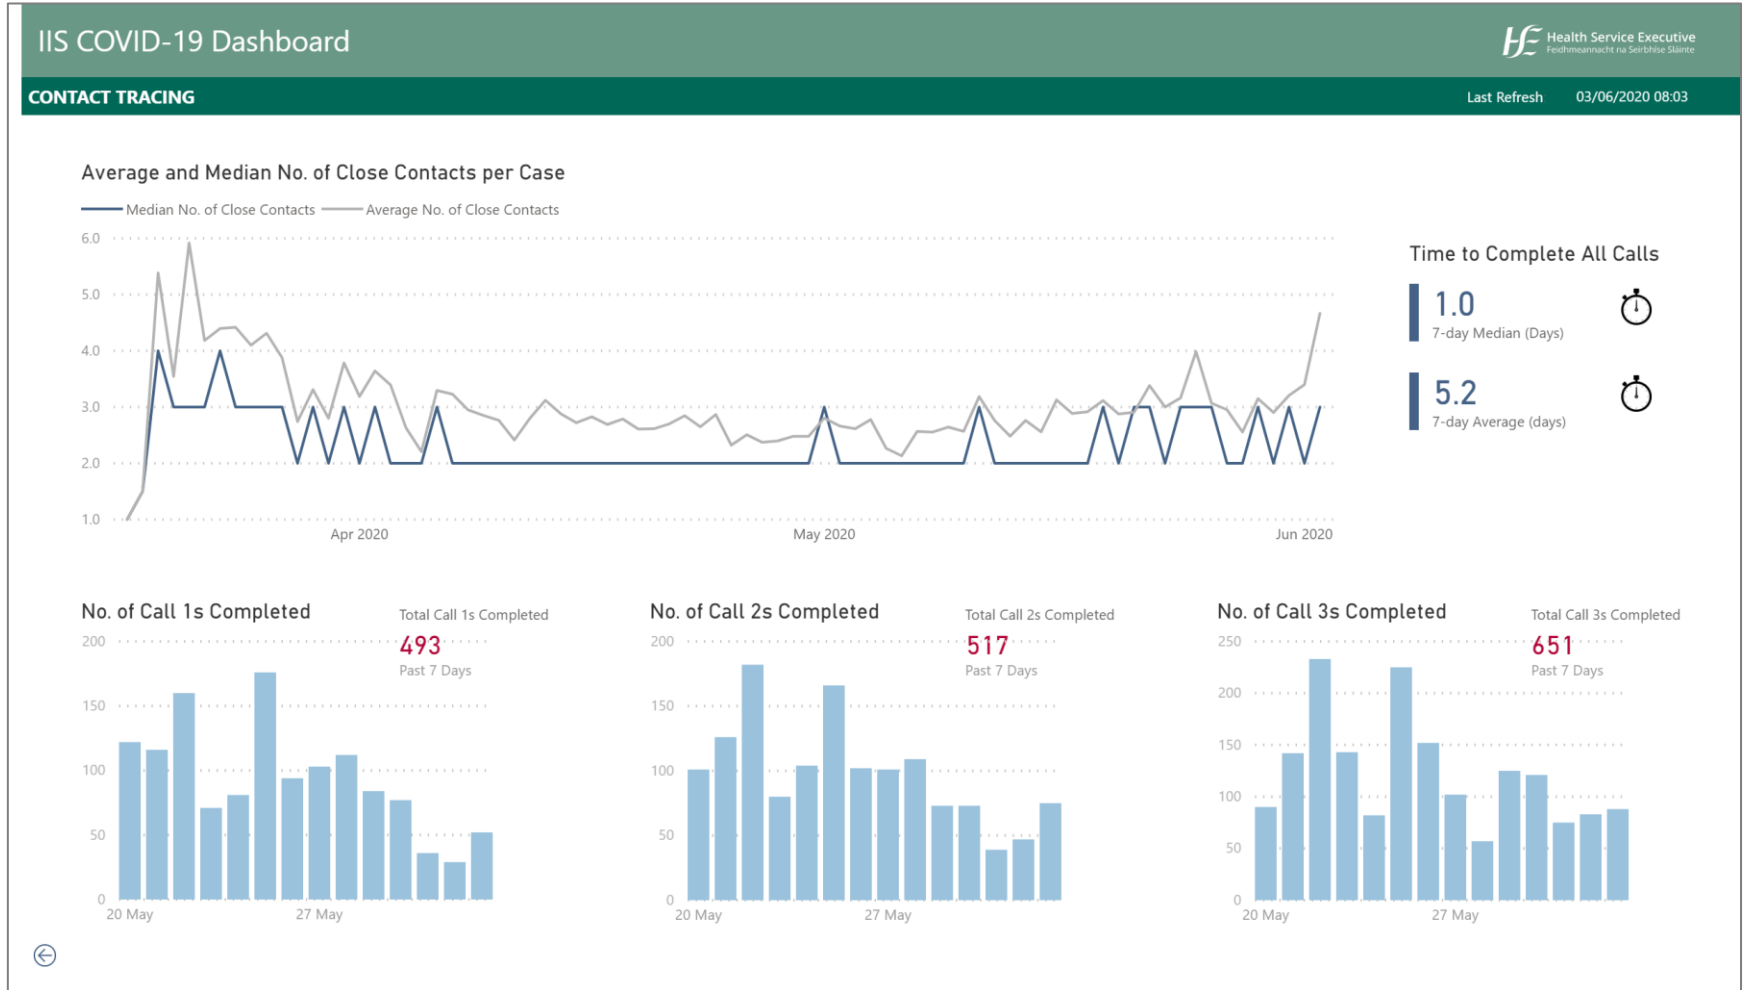 IIS COVID-19 Dashboard
Health Service Executive
Feidhmeannacht na Seirbhíse Sláinte
CONTACT TRACING
Last Refresh 03/06/2020 08:03
Average and Median No. of Close Contacts per Case
Median No. of Close Contacts Average No. of Close Contacts
6.0
5.0
4.0
3.0
2.0
1.0
Apr 2020 May 2020 Jun 2020
Time to Complete All Calls
1.0
7-day Median (Days)
5.2
7-day Average (days)
No. of Call 1s Completed
Total Call 1s Completed
493
Past 7 Days
200
150
100
50
0
20 May 27 May
No. of Call 2s Completed
Total Call 2s Completed
517
Past 7 Days
200
150
100
50
0
20 May 27 May
No. of Call 3s Completed
Total Call 3s Completed
651
Past 7 Days
250
200
150
100
50
0
20 May 27 May